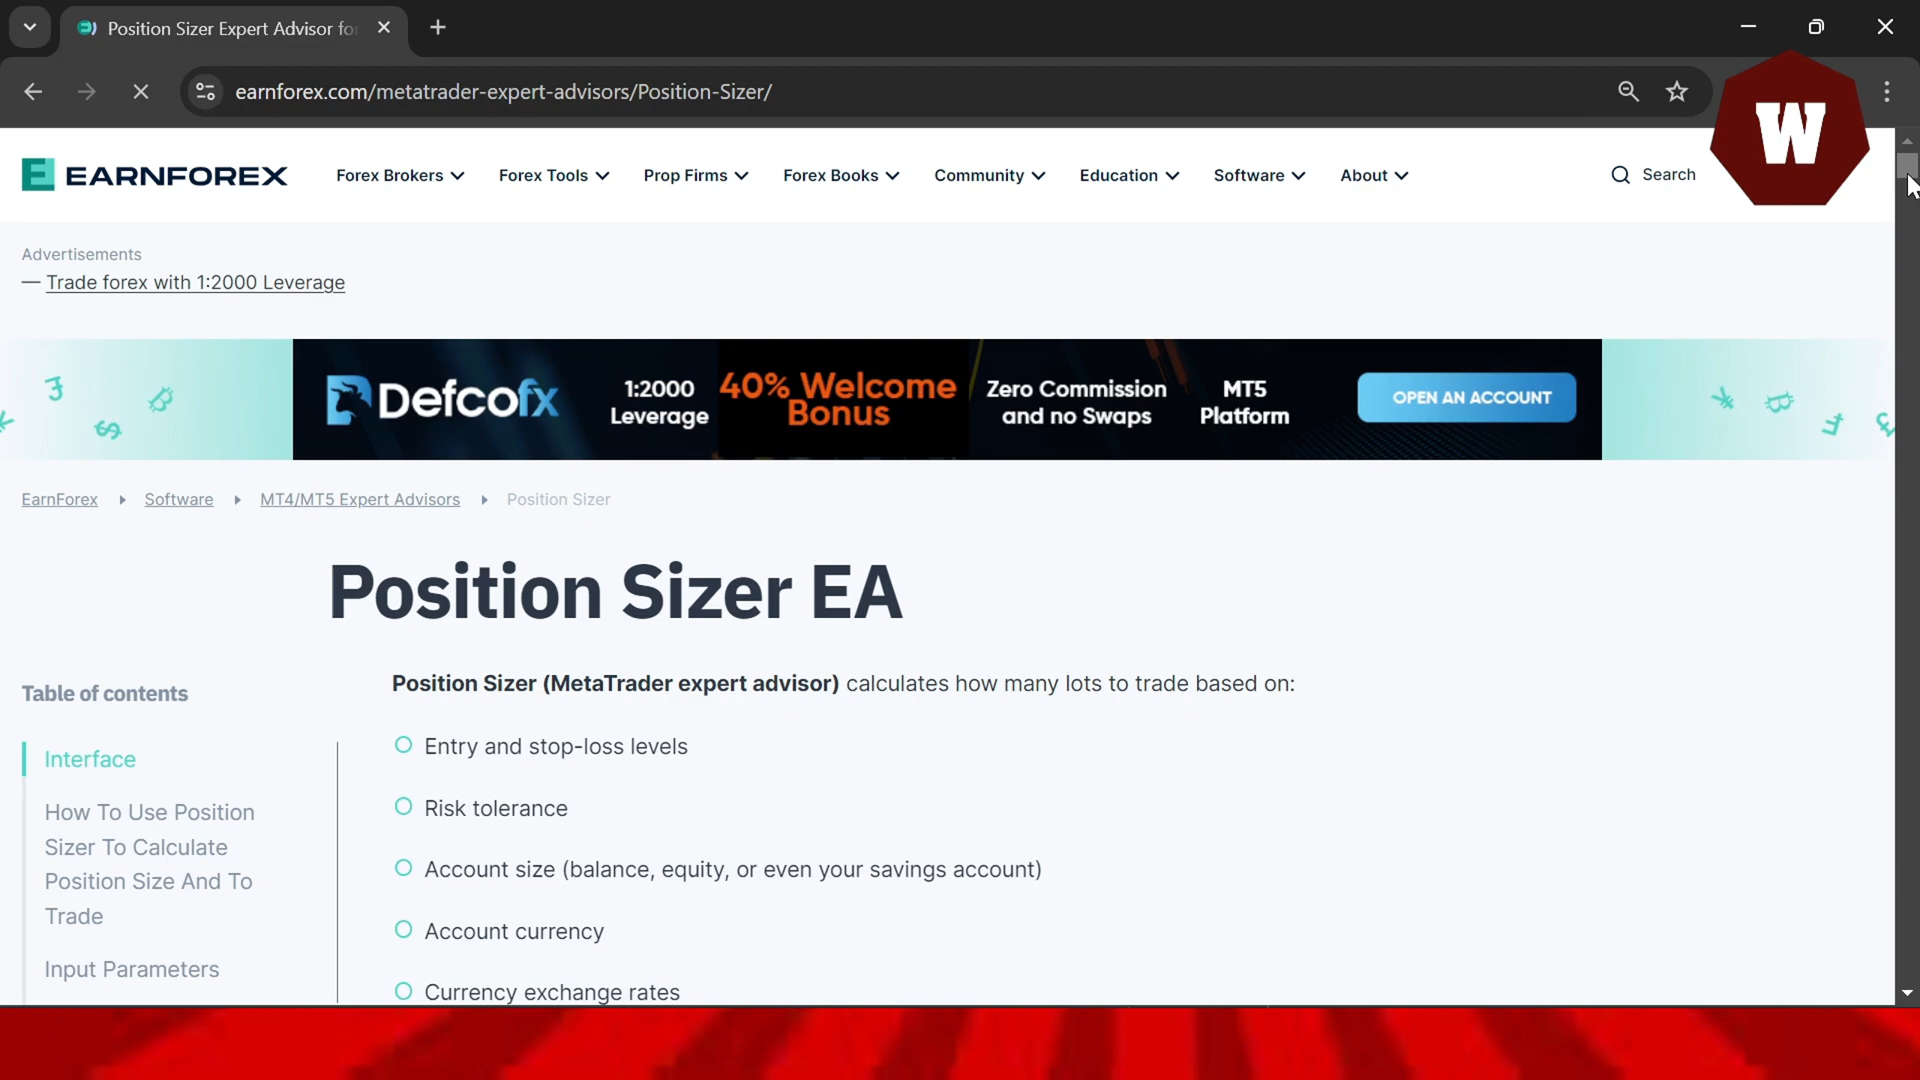 Position Sizer Expert Advisor fo
earnforex.com/metatrader-expert-advisors/Position-Sizer/
W
EARNFOREX
Forex Brokers
Forex Tools
Prop Firms
Forex Books
Community
Education
Software
About
Search
Advertisements
— Trade forex with 1:2000 Leverage
Defcofx
1:2000
Leverage
40% Welcome
Bonus
Zero Commission
and no Swaps
MT5
Platform
OPEN AN ACCOUNT
EarnForex
Software
MT4/MT5 Expert Advisors
Position Sizer
Position Sizer EA
Table of contents
Interface
How To Use Position
Sizer To Calculate
Position Size And To
Trade
Input Parameters
Position Sizer (MetaTrader expert advisor) calculates how many lots to trade based on:
Entry and stop-loss levels
Risk tolerance
Account size (balance, equity, or even your savings account)
Account currency
Currency exchange rates